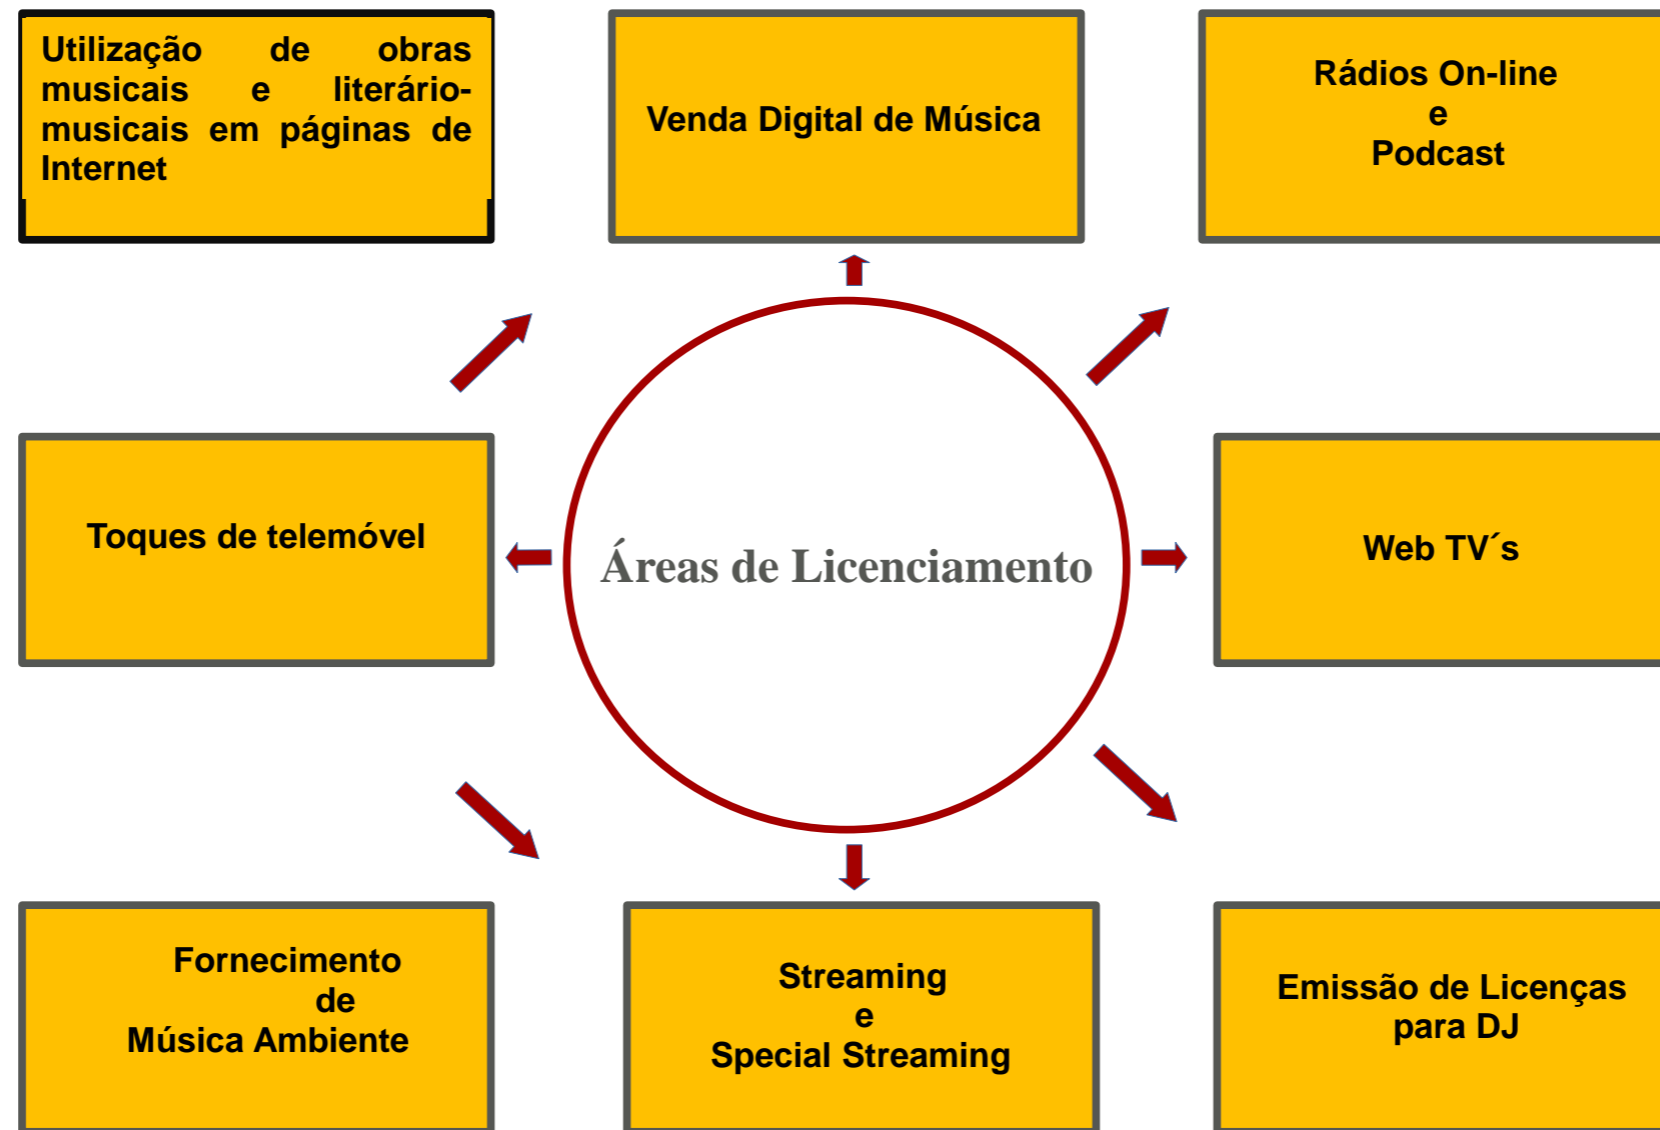 Utilização de obras
musicais e literário-
musicais em páginas de
Internet
Venda Digital de Música
Rádios On-line
e
Podcast
Toques de telemóvel
Áreas de Licenciamento
Web TV´s
Fornecimento
de
Música Ambiente
Streaming
e
Special Streaming
Emissão de Licenças
para DJ